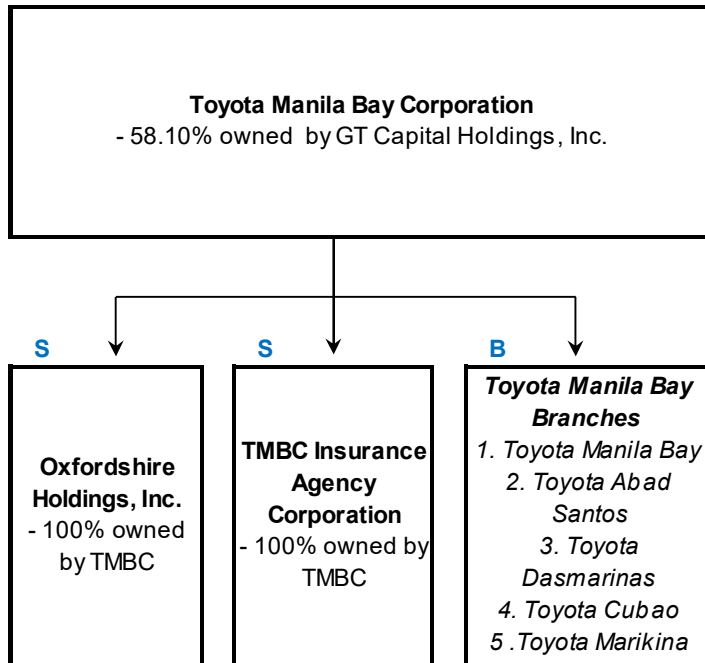 Toyota Manila Bay Corporation
- 58.10% owned by GT Capital Holdings, Inc.
S
S
B
Oxfordshire
Holdings, Inc.
- 100% owned
by TMBC
TMBC Insurance
Agency
Corporation
- 100% owned by
TMBC
Toyota Manila Bay
Branches
1. Toyota Manila Bay
2. Toyota Abad
Santos
3. Toyota
Dasmarinas
4. Toyota Cubao
5 .Toyota Marikina